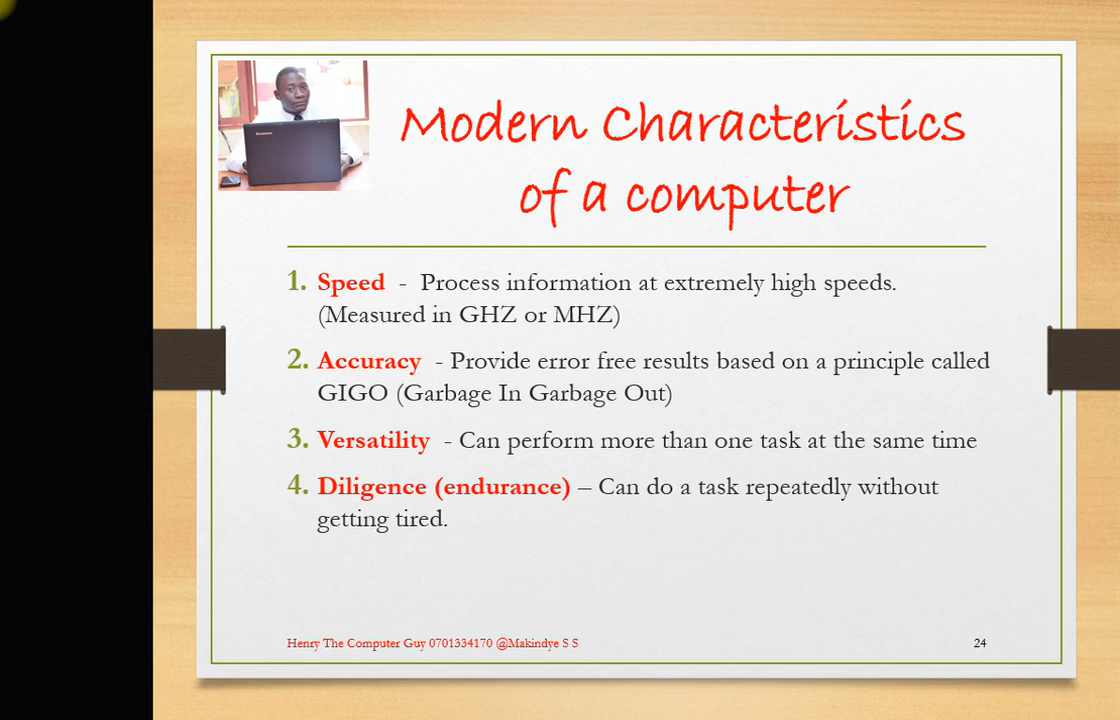 Modern Characteristics
of a computer
1. Speed - Process information at extremely high speeds.
(Measured in GHZ or MHZ)
2. Accuracy - Provide error free results based on a principle called
GIGO (Garbage In Garbage Out)
3. Versatility - Can perform more than one task at the same time
4. Diligence (endurance) – Can do a task repeatedly without
getting tired.
Henry The Computer Guy 0701334170 @Makindye S S 24